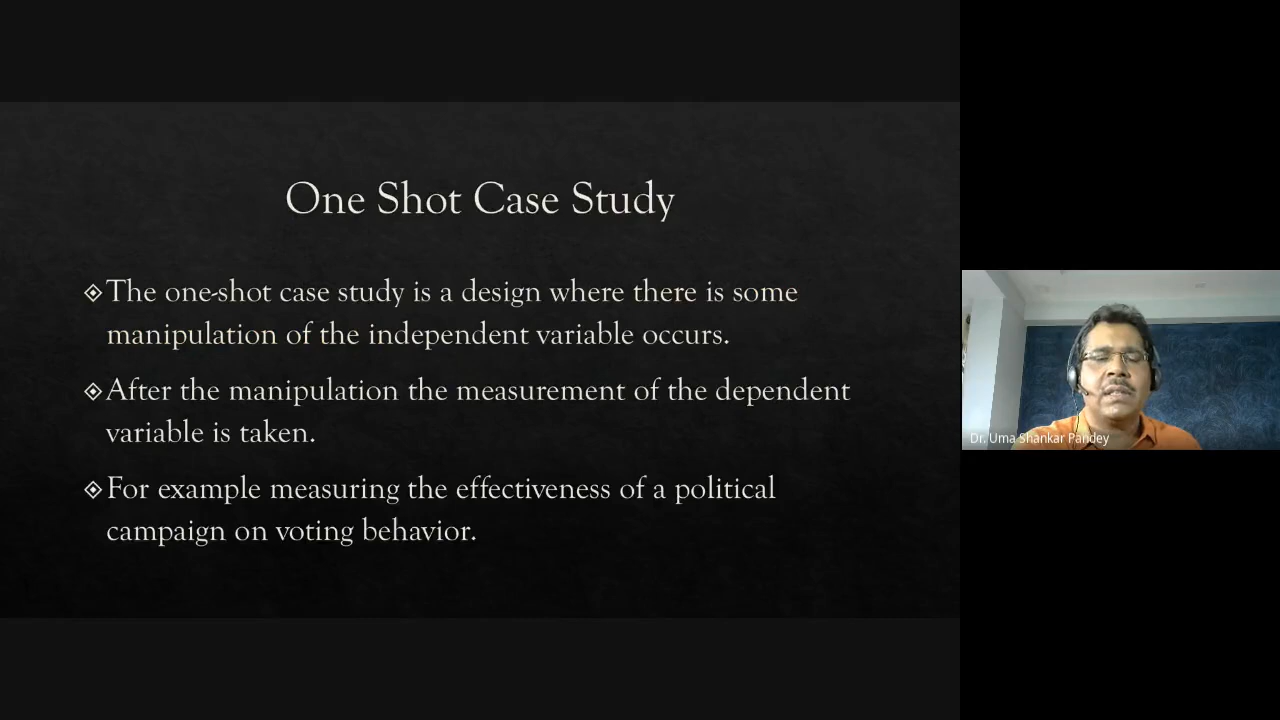 One Shot Case Study
The one-shot case study is a design where there is some
manipulation of the independent variable occurs.
After the manipulation the measurement of the dependent
variable is taken.
For example measuring the effectiveness of a political
campaign on voting behavior.
Dr. Uma Shankar Pandey